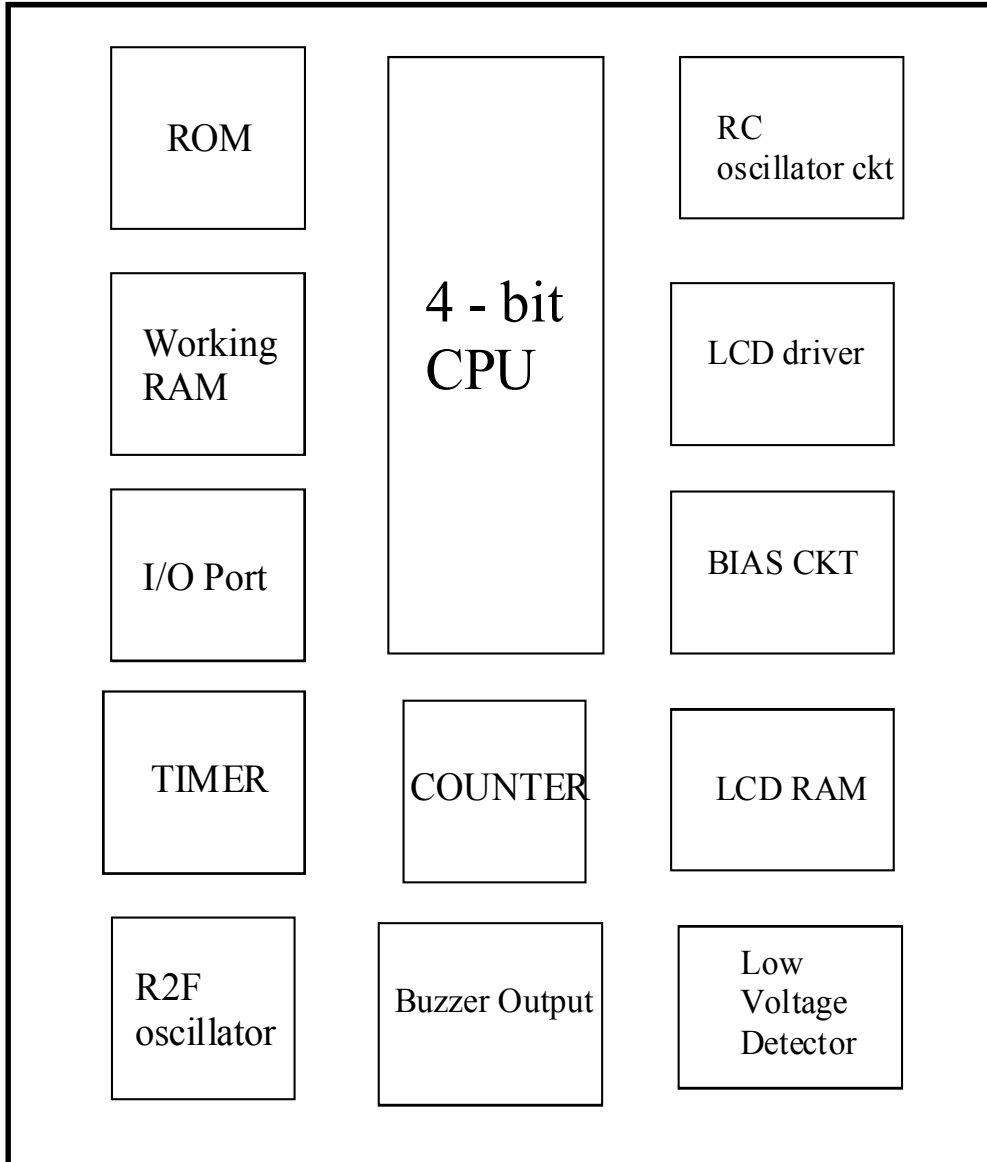 ROM
4 - bit
CPU
RC
oscillator ckt
Working
RAM
LCD driver
I/O Port
BIAS CKT
TIMER
COUNTER
LCD RAM
R2F
oscillator
Buzzer Output
Low
Voltage
Detector